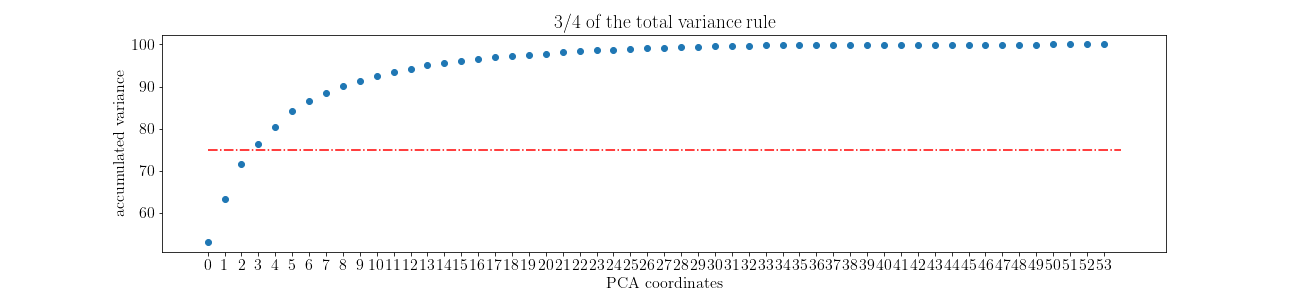 3/4 of the total variance rule
accumulated variance
100
90
80
70
60
0 1 2 3 4 5 6 7 8 9 10 11 12 13 14 15 16 17 18 19 20 21 22 23 24 25 26 27 28 29 30 31 32 33 34 35 36 37 38 39 40 41 42 43 44 45 46 47 48 49 50 51 52 53
PCA coordinates